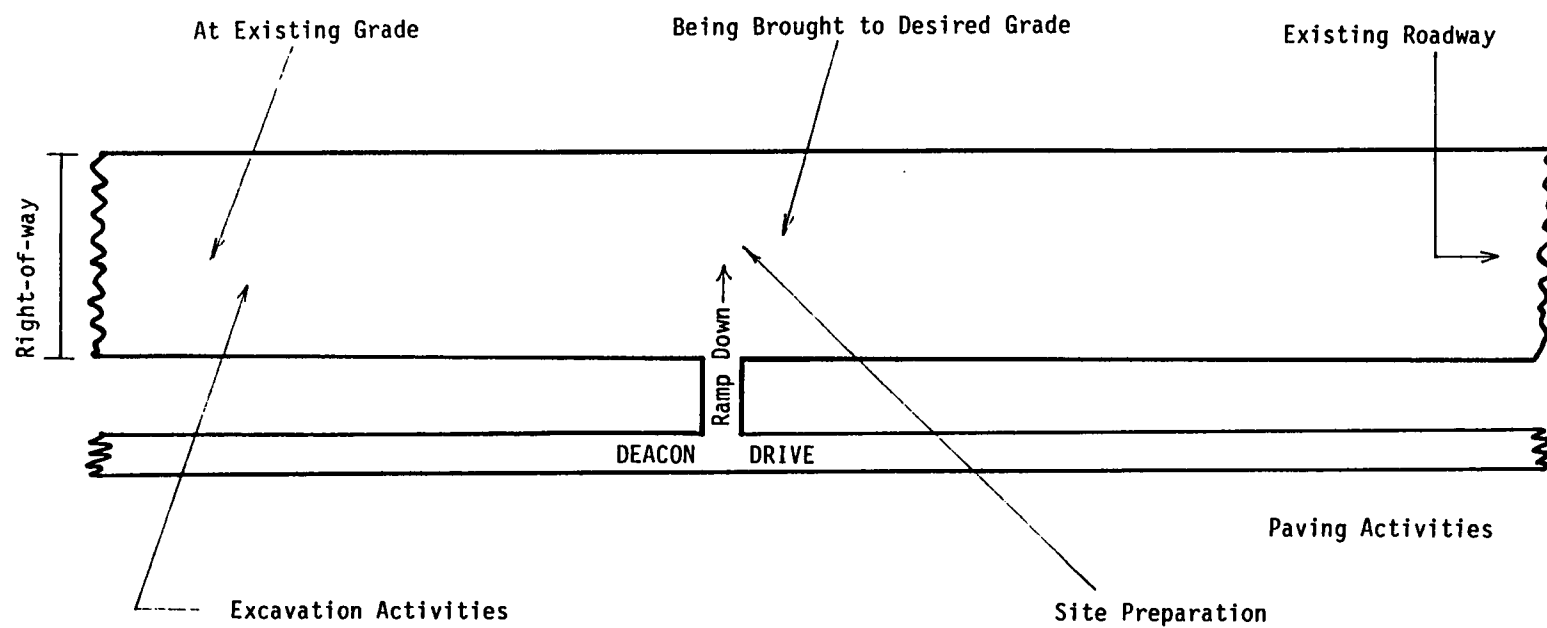 At Existing Grade
Being Brought to Desired Grade
Existing Roadway
Right-of-way
Ramp Down
DEACON DRIVE
Paving Activities
Excavation Activities
Site Preparation